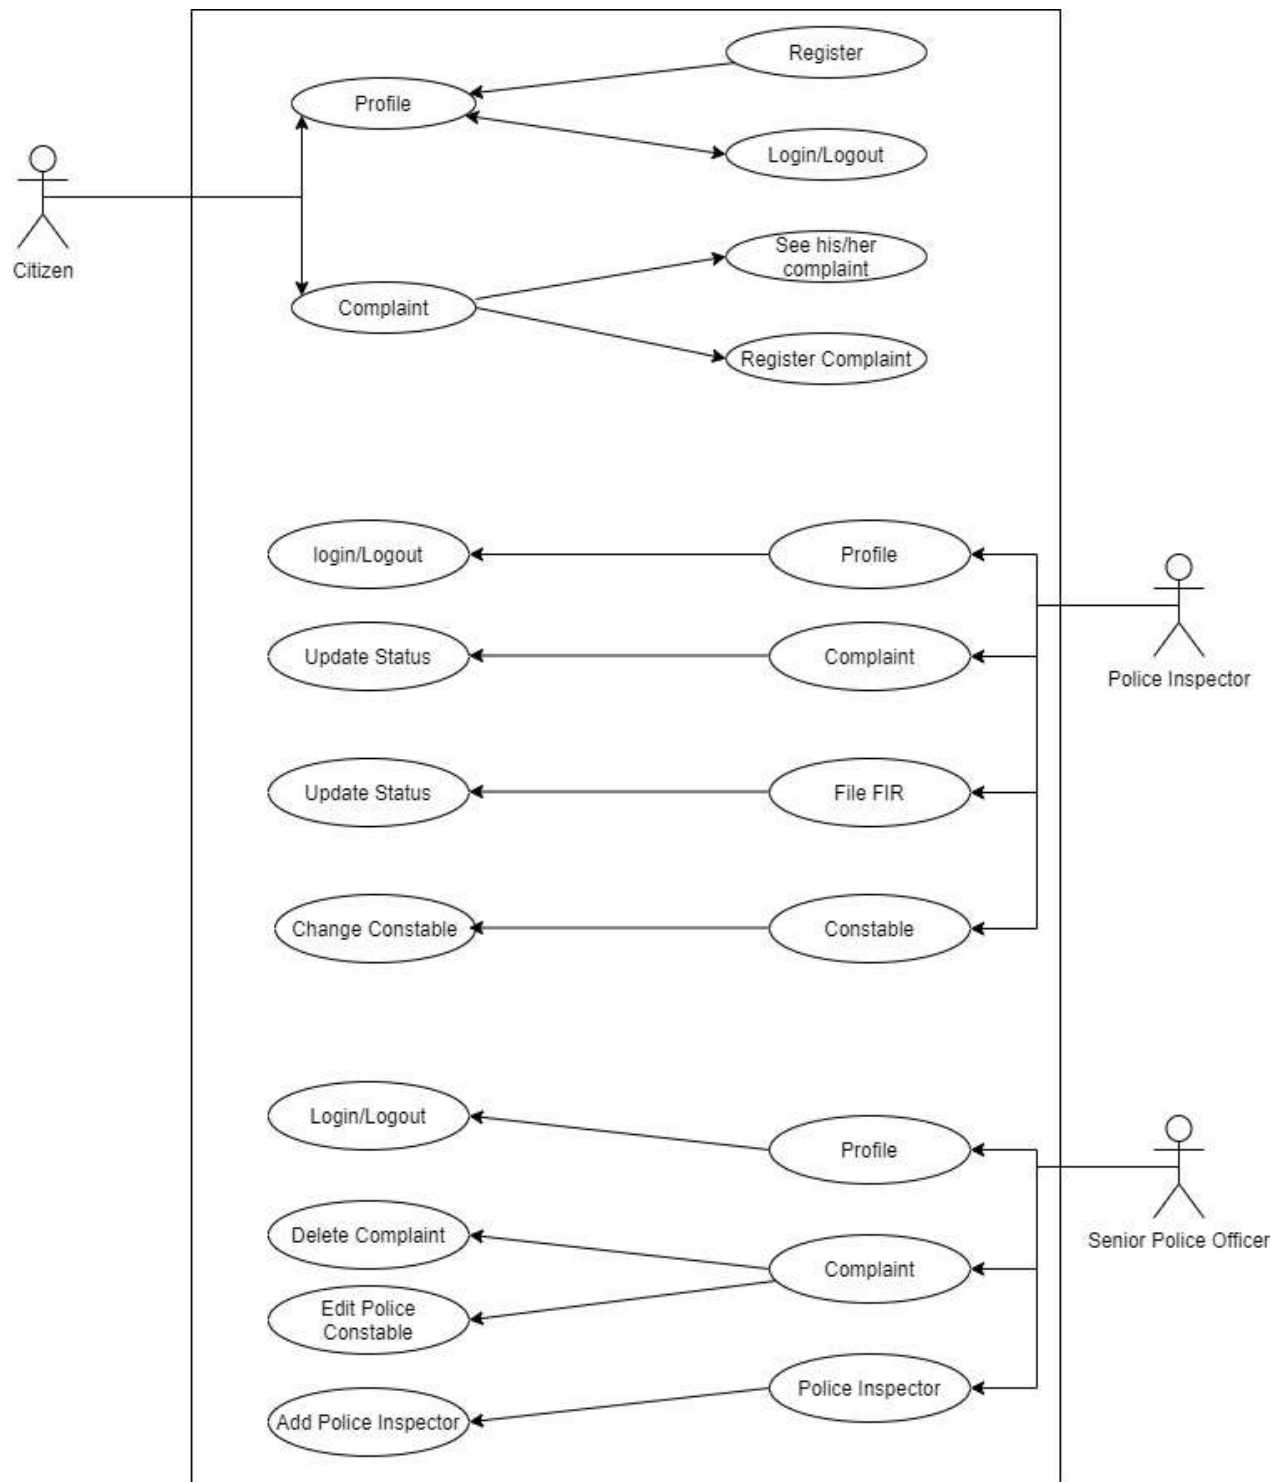 Register
Profile
Login/Logout
See his/her
complaint
Citizen
Complaint
Register Complaint
login/Logout
Profile
Update Status
Complaint
Police Inspector
Update Status
File FIR
Change Constable
Constable
Login/Logout
Profile
Delete Complaint
Senior Police Officer
Complaint
Edit Police
Constable
Police Inspector
Add Police Inspector